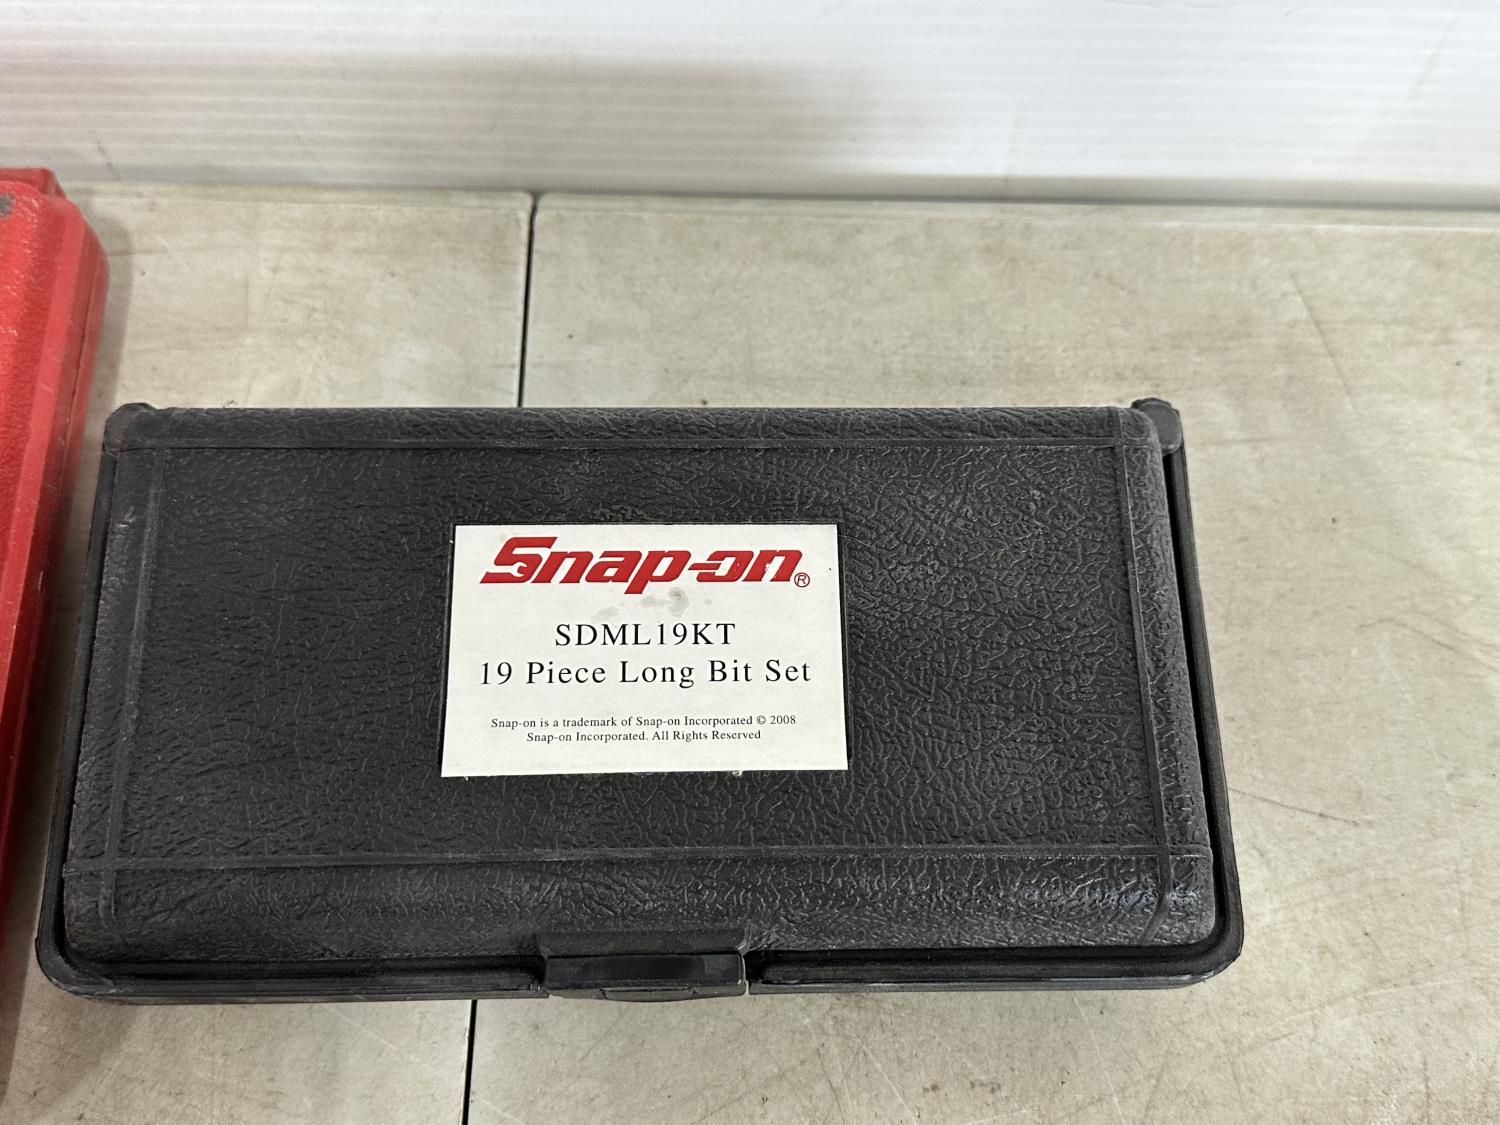 Snap-on®
SDML19KT
19 Piece Long Bit Set
Snap-on is a trademark of Snap-on Incorporated © 2008
Snap-on Incorporated. All Rights Reserved